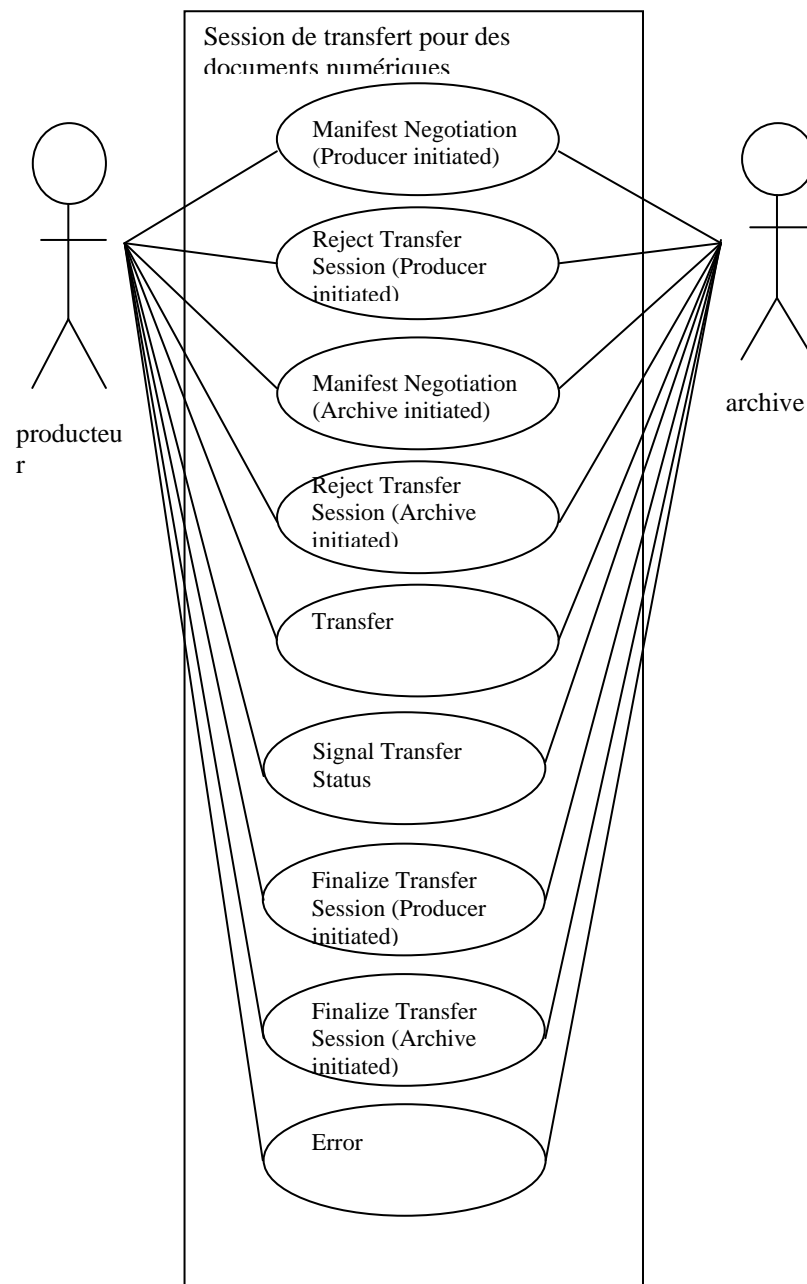 Session de transfert pour des
documents numériques
Manifest Negotiation
(Producer initiated)
Reject Transfer
Session (Producer
initiated)
Manifest Negotiation
(Archive initiated)
archive
producteu
r
Reject Transfer
Session (Archive
initiated)
Transfer
Signal Transfer
Status
Finalize Transfer
Session (Producer
initiated)
Finalize Transfer
Session (Archive
initiated)
Error